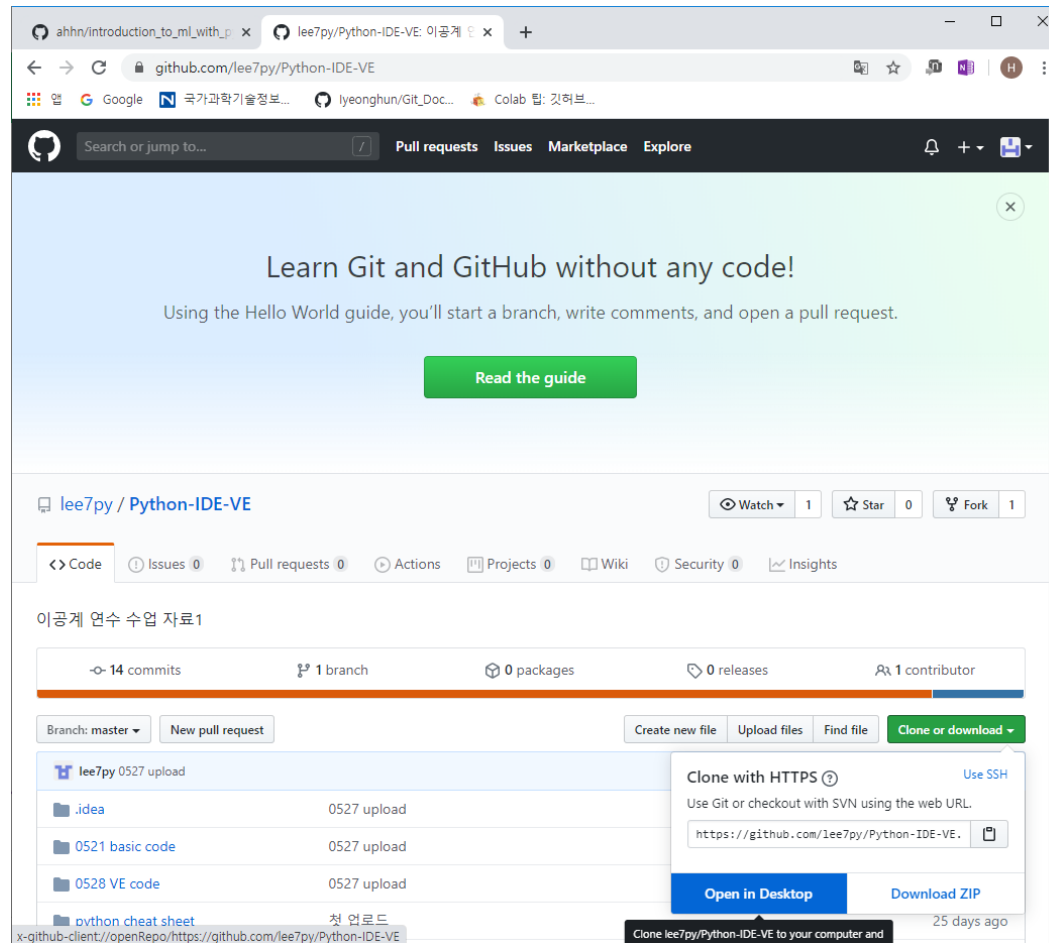 ahhn/introduction_to_ml_with_p
lee7py/Python-IDE-VE: 이공계 연
github.com/lee7py/Python-IDE-VE
H
앱 Google 국가과학기술정보... lyeonghun/Git_Doc... Colab 팁: 깃허브...
Search or jump to... / Pull requests Issues Marketplace Explore
Learn Git and GitHub without any code!
Using the Hello World guide, you'll start a branch, write comments, and open a pull request.
Read the guide
lee7py / Python-IDE-VE Watch 1 Star 0 Fork 1
Code Issues 0 Pull requests 0 Actions Projects 0 Wiki Security 0 Insights
이공계 연수 수업 자료1
14 commits 1 branch 0 packages 0 releases 1 contributor
Branch: master New pull request Create new file Upload files Find file Clone or download
lee7py 0527 upload
.idea 0527 upload
0521 basic code 0527 upload
0528 VE code 0527 upload
python cheat sheet 첫 업로드 25 days ago
Clone with HTTPS Use SSH
Use Git or checkout with SVN using the web URL.
https://github.com/lee7py/Python-IDE-VE.
Open in Desktop Download ZIP
Clone lee7py/Python-IDE-VE to your computer and
x-github-client://openRepo/https://github.com/lee7py/Python-IDE-VE